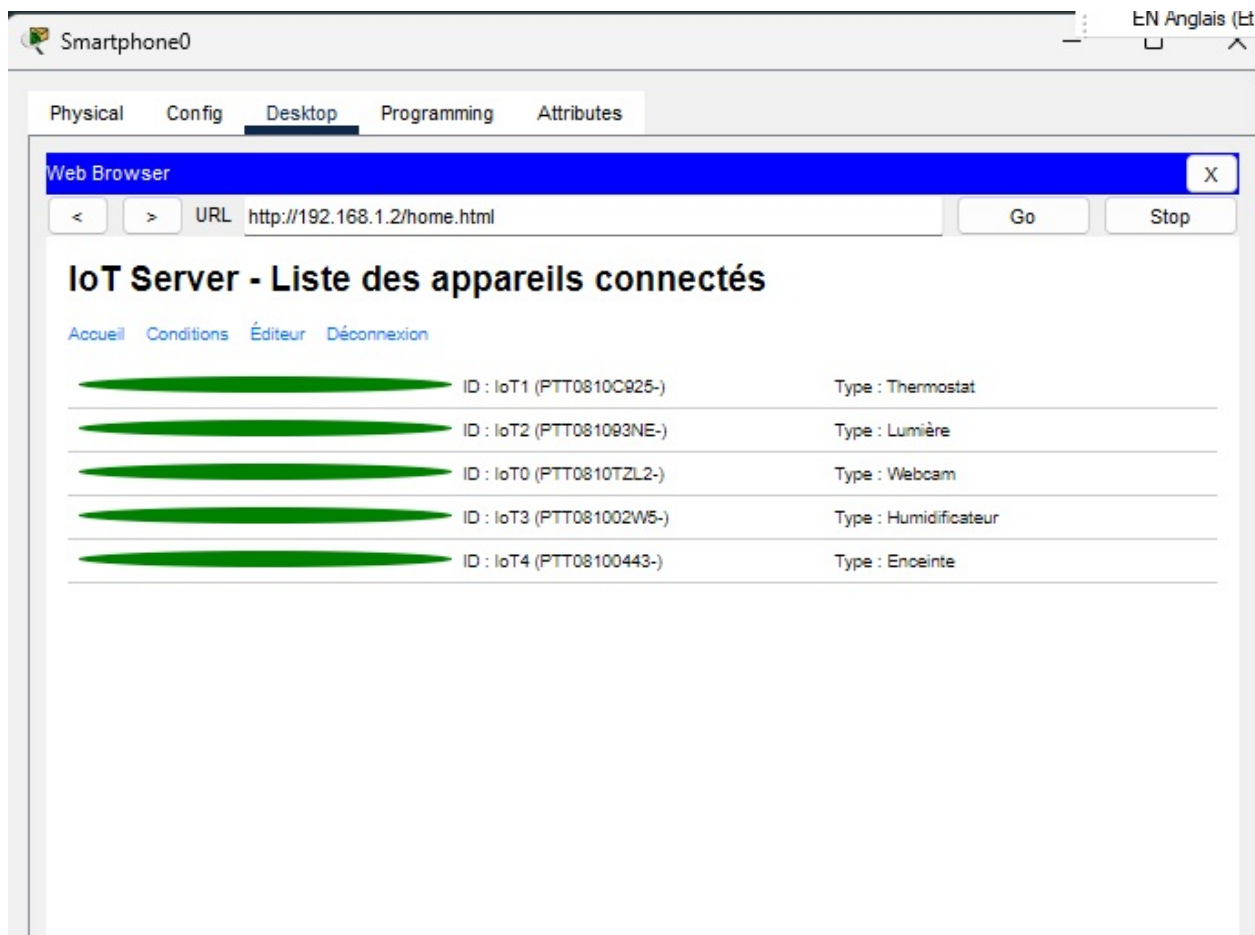 EN Anglais (Ét
Smartphone0
Physical Config Desktop Programming Attributes
Web Browser X
< > URL http://192.168.1.2/home.html Go Stop
IoT Server - Liste des appareils connectés
Accueil Conditions Éditeur Déconnexion
ID : IoT1 (PTT0810C925-) Type : Thermostat
ID : IoT2 (PTT081093NE-) Type : Lumière
ID : IoT0 (PTT0810TZL2-) Type : Webcam
ID : IoT3 (PTT081002W5-) Type : Humidificateur
ID : IoT4 (PTT08100443-) Type : Enceinte